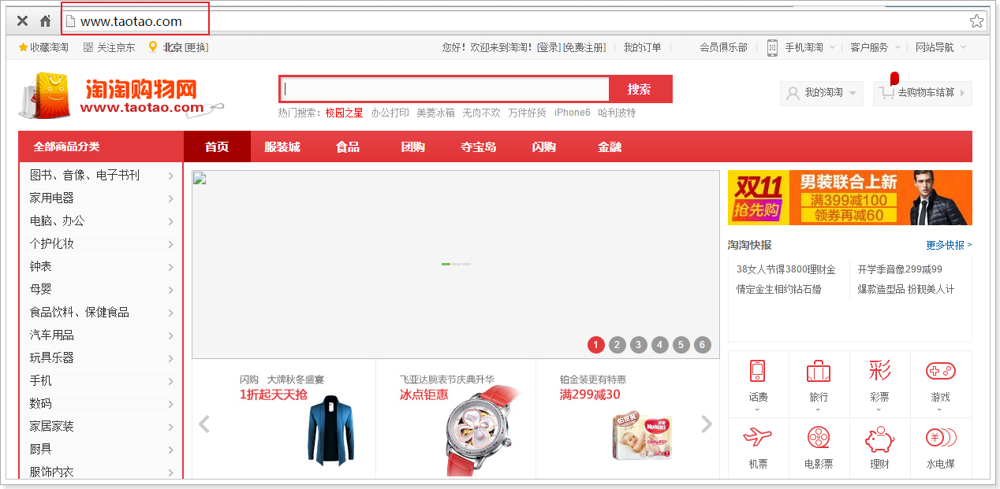 www.taotao.com
收藏淘淘 关注京东 北京 [更换] 您好！欢迎来到淘淘！ [登录] [免费注册] 我的订单 会员俱乐部 手机淘淘 客户服务 网站导航
淘淘购物网
www.taotao.com
搜索
我的淘淘 去购物车结算 >
热门搜索： 校园之星 办公打印 美菱冰箱 无肉不欢 万件好货 iPhone6 哈利波特
全部商品分类 首页 服装城 食品 团购 夺宝岛 闪购 金融
图书、音像、电子书刊 >
家用电器 >
电脑、办公 >
个护化妆 >
钟表 >
母婴 >
食品饮料、保健食品 >
汽车用品 >
玩具乐器 >
手机 >
数码 >
家居家装 >
厨具 >
服饰内衣 >
1 2 3 4 5 6
闪购 大牌秋冬盛宴
1折起天天抢
飞亚达腕表节庆典升华
冰点钜惠
铂金装更有特惠
满299减30
铂金装
HUGGIES
双11
抢先购
男装联合上新
满399减100
领券再减60
淘淘快报 更多快报 >
38女人节得3800理财金 开学季音像299减99
情定金生相约钻石婚 爆款造型品 扮靓美人计
彩
话费 旅行 彩票 游戏
机票 电影票 理财 水电煤